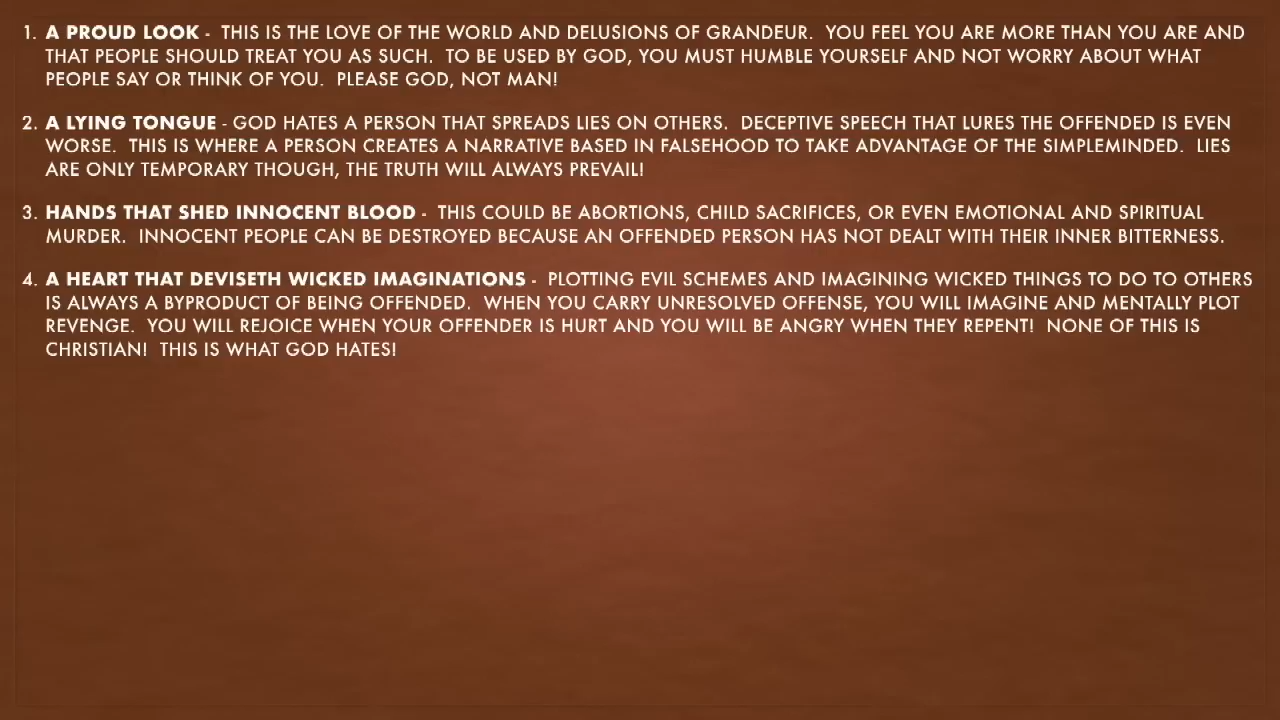 1. A PROUD LOOK - THIS IS THE LOVE OF THE WORLD AND DELUSIONS OF GRANDEUR. YOU FEEL YOU ARE MORE THAN YOU ARE AND
THAT PEOPLE SHOULD TREAT YOU AS SUCH. TO BE USED BY GOD, YOU MUST HUMBLE YOURSELF AND NOT WORRY ABOUT WHAT
PEOPLE SAY OR THINK OF YOU. PLEASE GOD, NOT MAN!
2. A LYING TONGUE - GOD HATES A PERSON THAT SPREADS LIES ON OTHERS. DECEPTIVE SPEECH THAT LURES THE OFFENDED IS EVEN
WORSE. THIS IS WHERE A PERSON CREATES A NARRATIVE BASED IN FALSEHOOD TO TAKE ADVANTAGE OF THE SIMPLEMINDED. LIES
ARE ONLY TEMPORARY THOUGH, THE TRUTH WILL ALWAYS PREVAIL!
3. HANDS THAT SHED INNOCENT BLOOD - THIS COULD BE ABORTIONS, CHILD SACRIFICES, OR EVEN EMOTIONAL AND SPIRITUAL
MURDER. INNOCENT PEOPLE CAN BE DESTROYED BECAUSE AN OFFENDED PERSON HAS NOT DEALT WITH THEIR INNER BITTERNESS.
4. A HEART THAT DEVISETH WICKED IMAGINATIONS - PLOTTING EVIL SCHEMES AND IMAGINING WICKED THINGS TO DO TO OTHERS
IS ALWAYS A BYPRODUCT OF BEING OFFENDED. WHEN YOU CARRY UNRESOLVED OFFENSE, YOU WILL IMAGINE AND MENTALLY PLOT
REVENGE. YOU WILL REJOICE WHEN YOUR OFFENDER IS HURT AND YOU WILL BE ANGRY WHEN THEY REPENT! NONE OF THIS IS
CHRISTIAN! THIS IS WHAT GOD HATES!